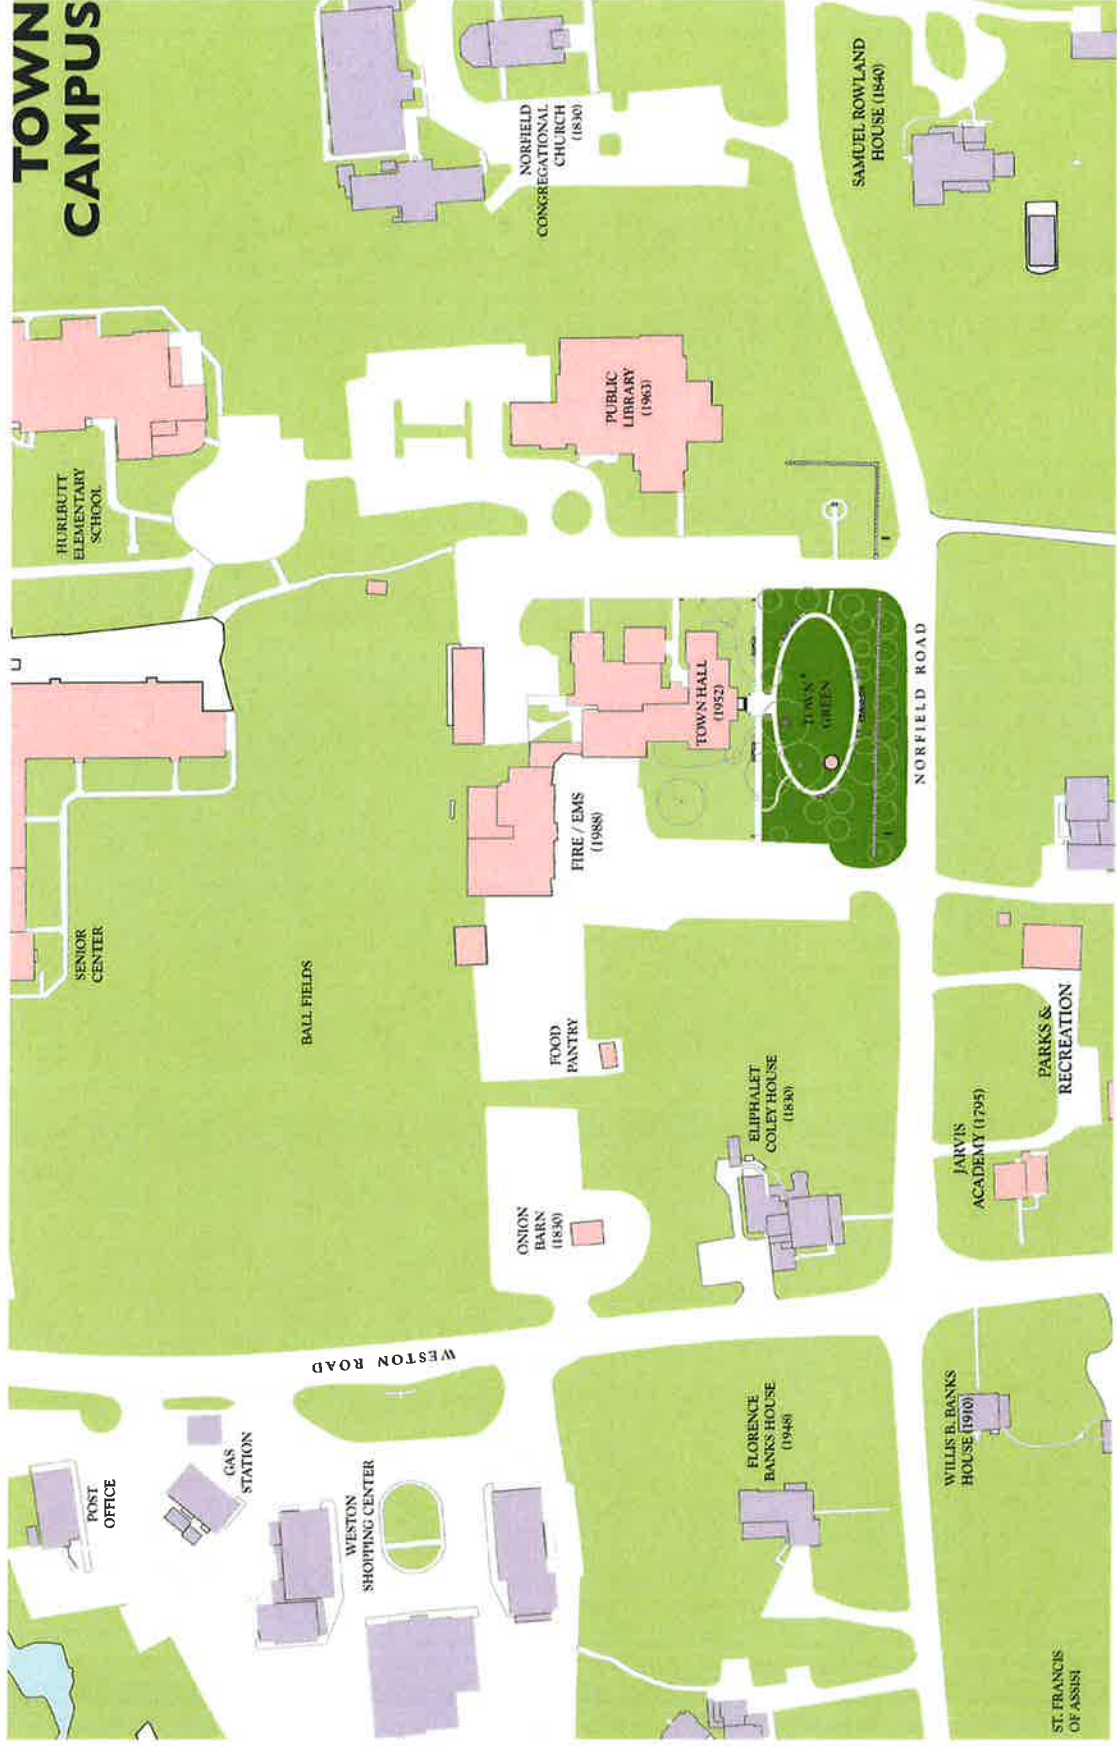 TOWN
CAMPUS
POST
OFFICE
GAS
STATION
WESTON
SHOPPING CENTER
WESTON ROAD
SENIOR
CENTER
HURLBUTT
ELEMENTARY
SCHOOL
BALL FIELDS
ONION
BARN
(1830)
FOOD
PANTRY
FIRE / EMS
(1988)
TOWN HALL
(1952)
PUBLIC
LIBRARY
(1963)
NORFIELD
CONGREGATIONAL
CHURCH
(1830)
FLORENCE
BANKS HOUSE
(1948)
ELIPHALET
COLEY HOUSE
(1830)
TOWN
GREEN
SAMUEL ROWLAND
HOUSE (1840)
NORFIELD ROAD
WILLIS B. BANKS
HOUSE (1910)
JARVIS
ACADEMY (1795)
PARKS &
RECREATION
ST. FRANCIS
OF ASSISI